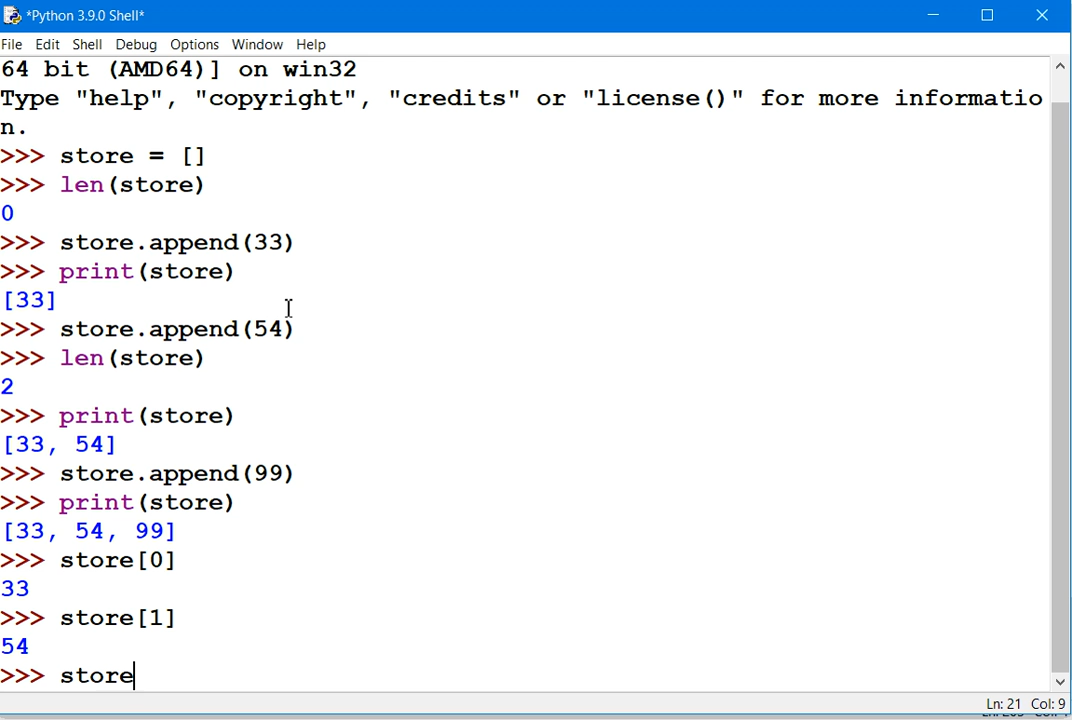 *Python 3.9.0 Shell*
File Edit Shell Debug Options Window Help
64 bit (AMD64)] on win32
Type "help", "copyright", "credits" or "license()" for more informatio
n.
>>> store = []
>>> len(store)
0
>>> store.append(33)
>>> print(store)
[33]
>>> store.append(54)
>>> len(store)
2
>>> print(store)
[33, 54]
>>> store.append(99)
>>> print(store)
[33, 54, 99]
>>> store[0]
33
>>> store[1]
54
>>> store
Ln: 21 Col: 9